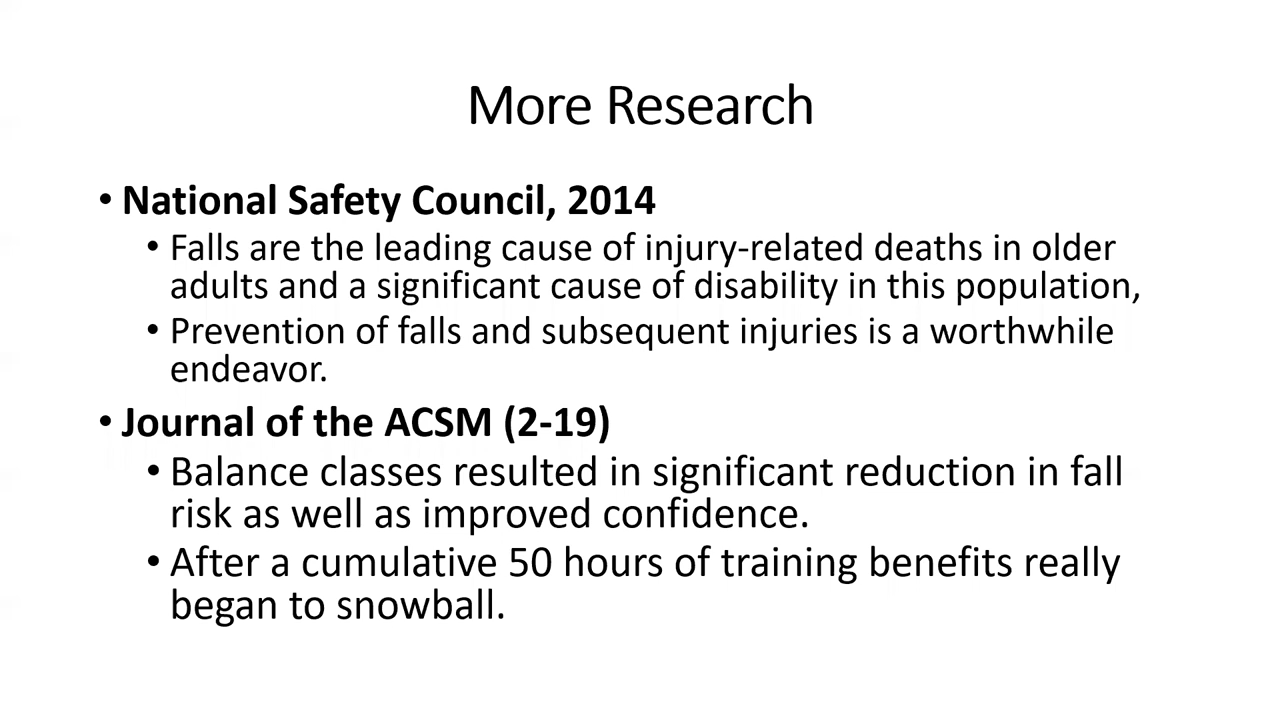 More Research
• National Safety Council, 2014
• Falls are the leading cause of injury-related deaths in older
adults and a significant cause of disability in this population,
• Prevention of falls and subsequent injuries is a worthwhile
endeavor.
• Journal of the ACSM (2-19)
• Balance classes resulted in significant reduction in fall
risk as well as improved confidence.
• After a cumulative 50 hours of training benefits really
began to snowball.